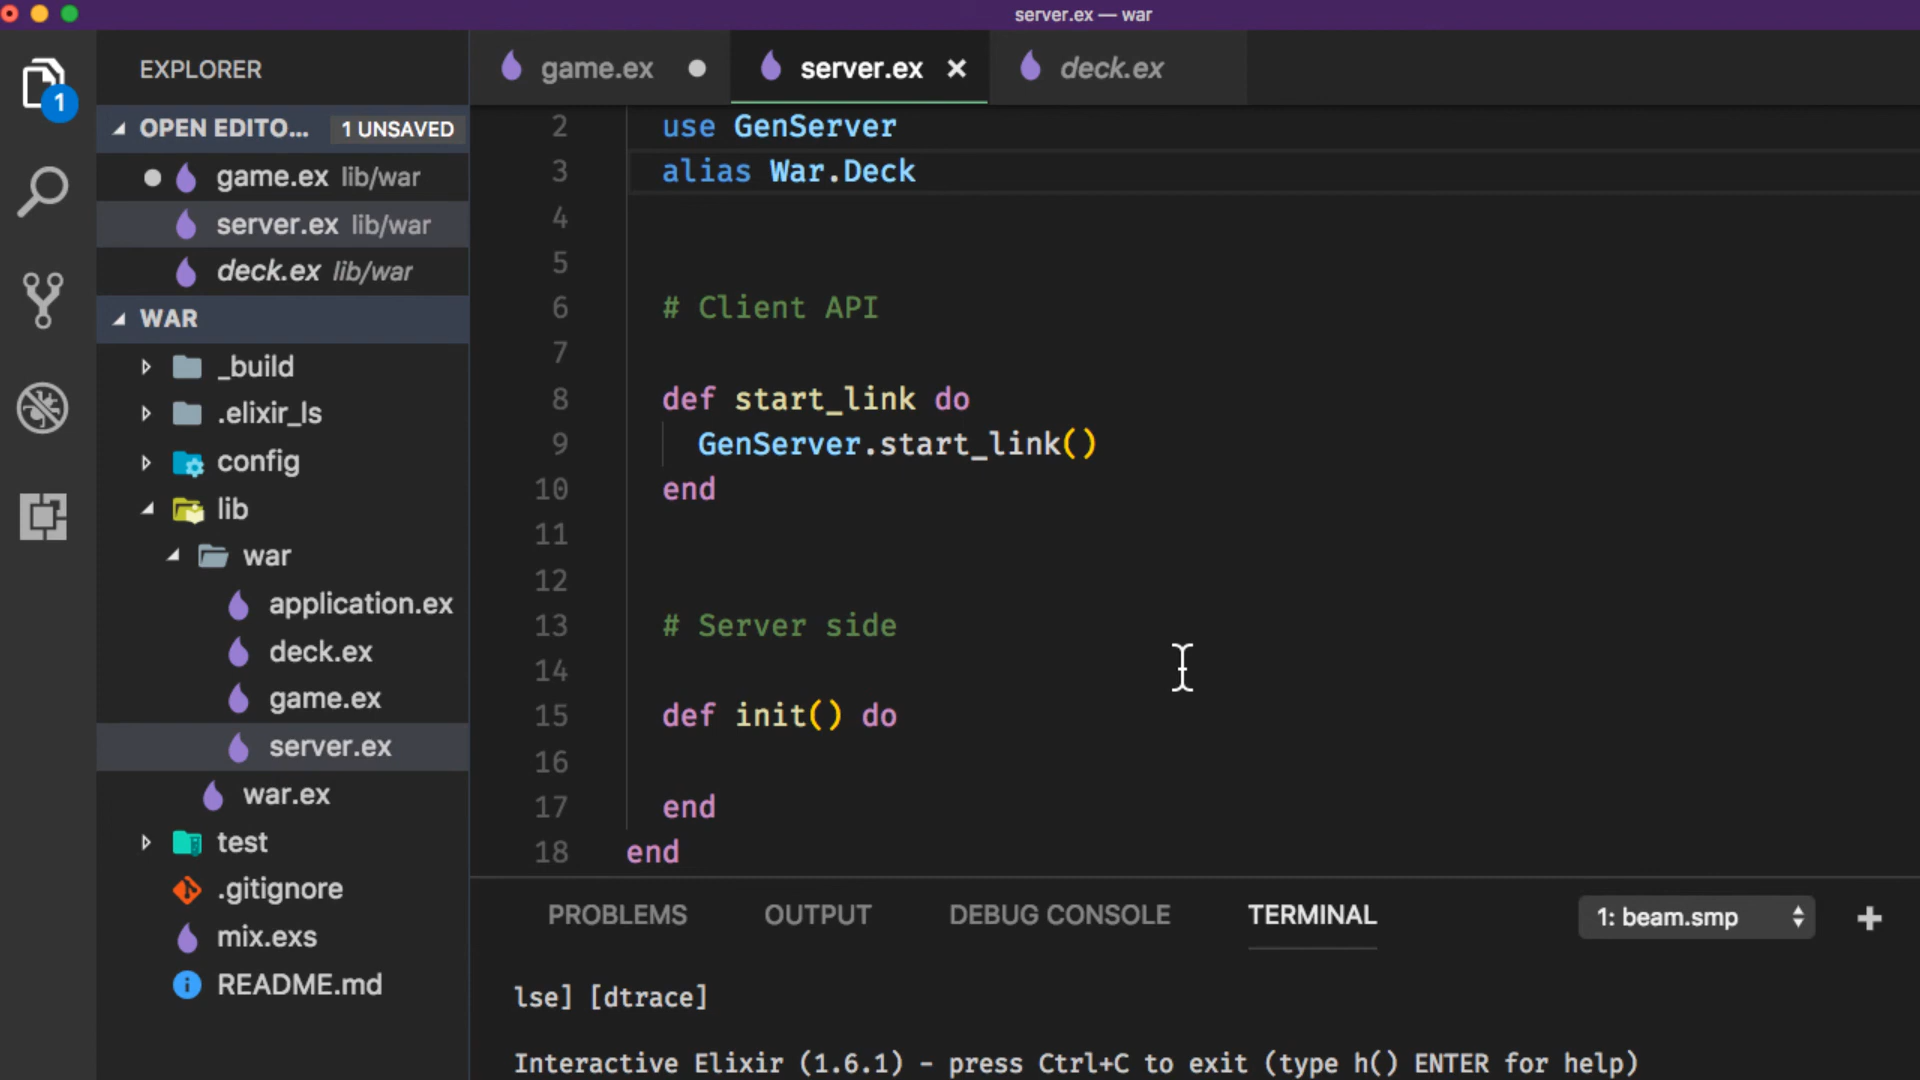 server.ex — war
EXPLORER
OPEN EDITO... 1 UNSAVED
game.ex lib/war
server.ex lib/war
deck.ex lib/war
WAR
_build
.elixir_ls
config
lib
war
application.ex
deck.ex
game.ex
server.ex
war.ex
test
.gitignore
mix.exs
README.md
1
game.ex server.ex deck.ex
2 use GenServer
3 alias War.Deck
4
5
6 # Client API
7
8 def start_link do
9 GenServer.start_link()
10 end
11
12
13 # Server side
14
15 def init() do
16
17 end
18 end
PROBLEMS OUTPUT DEBUG CONSOLE TERMINAL 1: beam.smp
lse] [dtrace]
Interactive Elixir (1.6.1) - press Ctrl+C to exit (type h() ENTER for help)